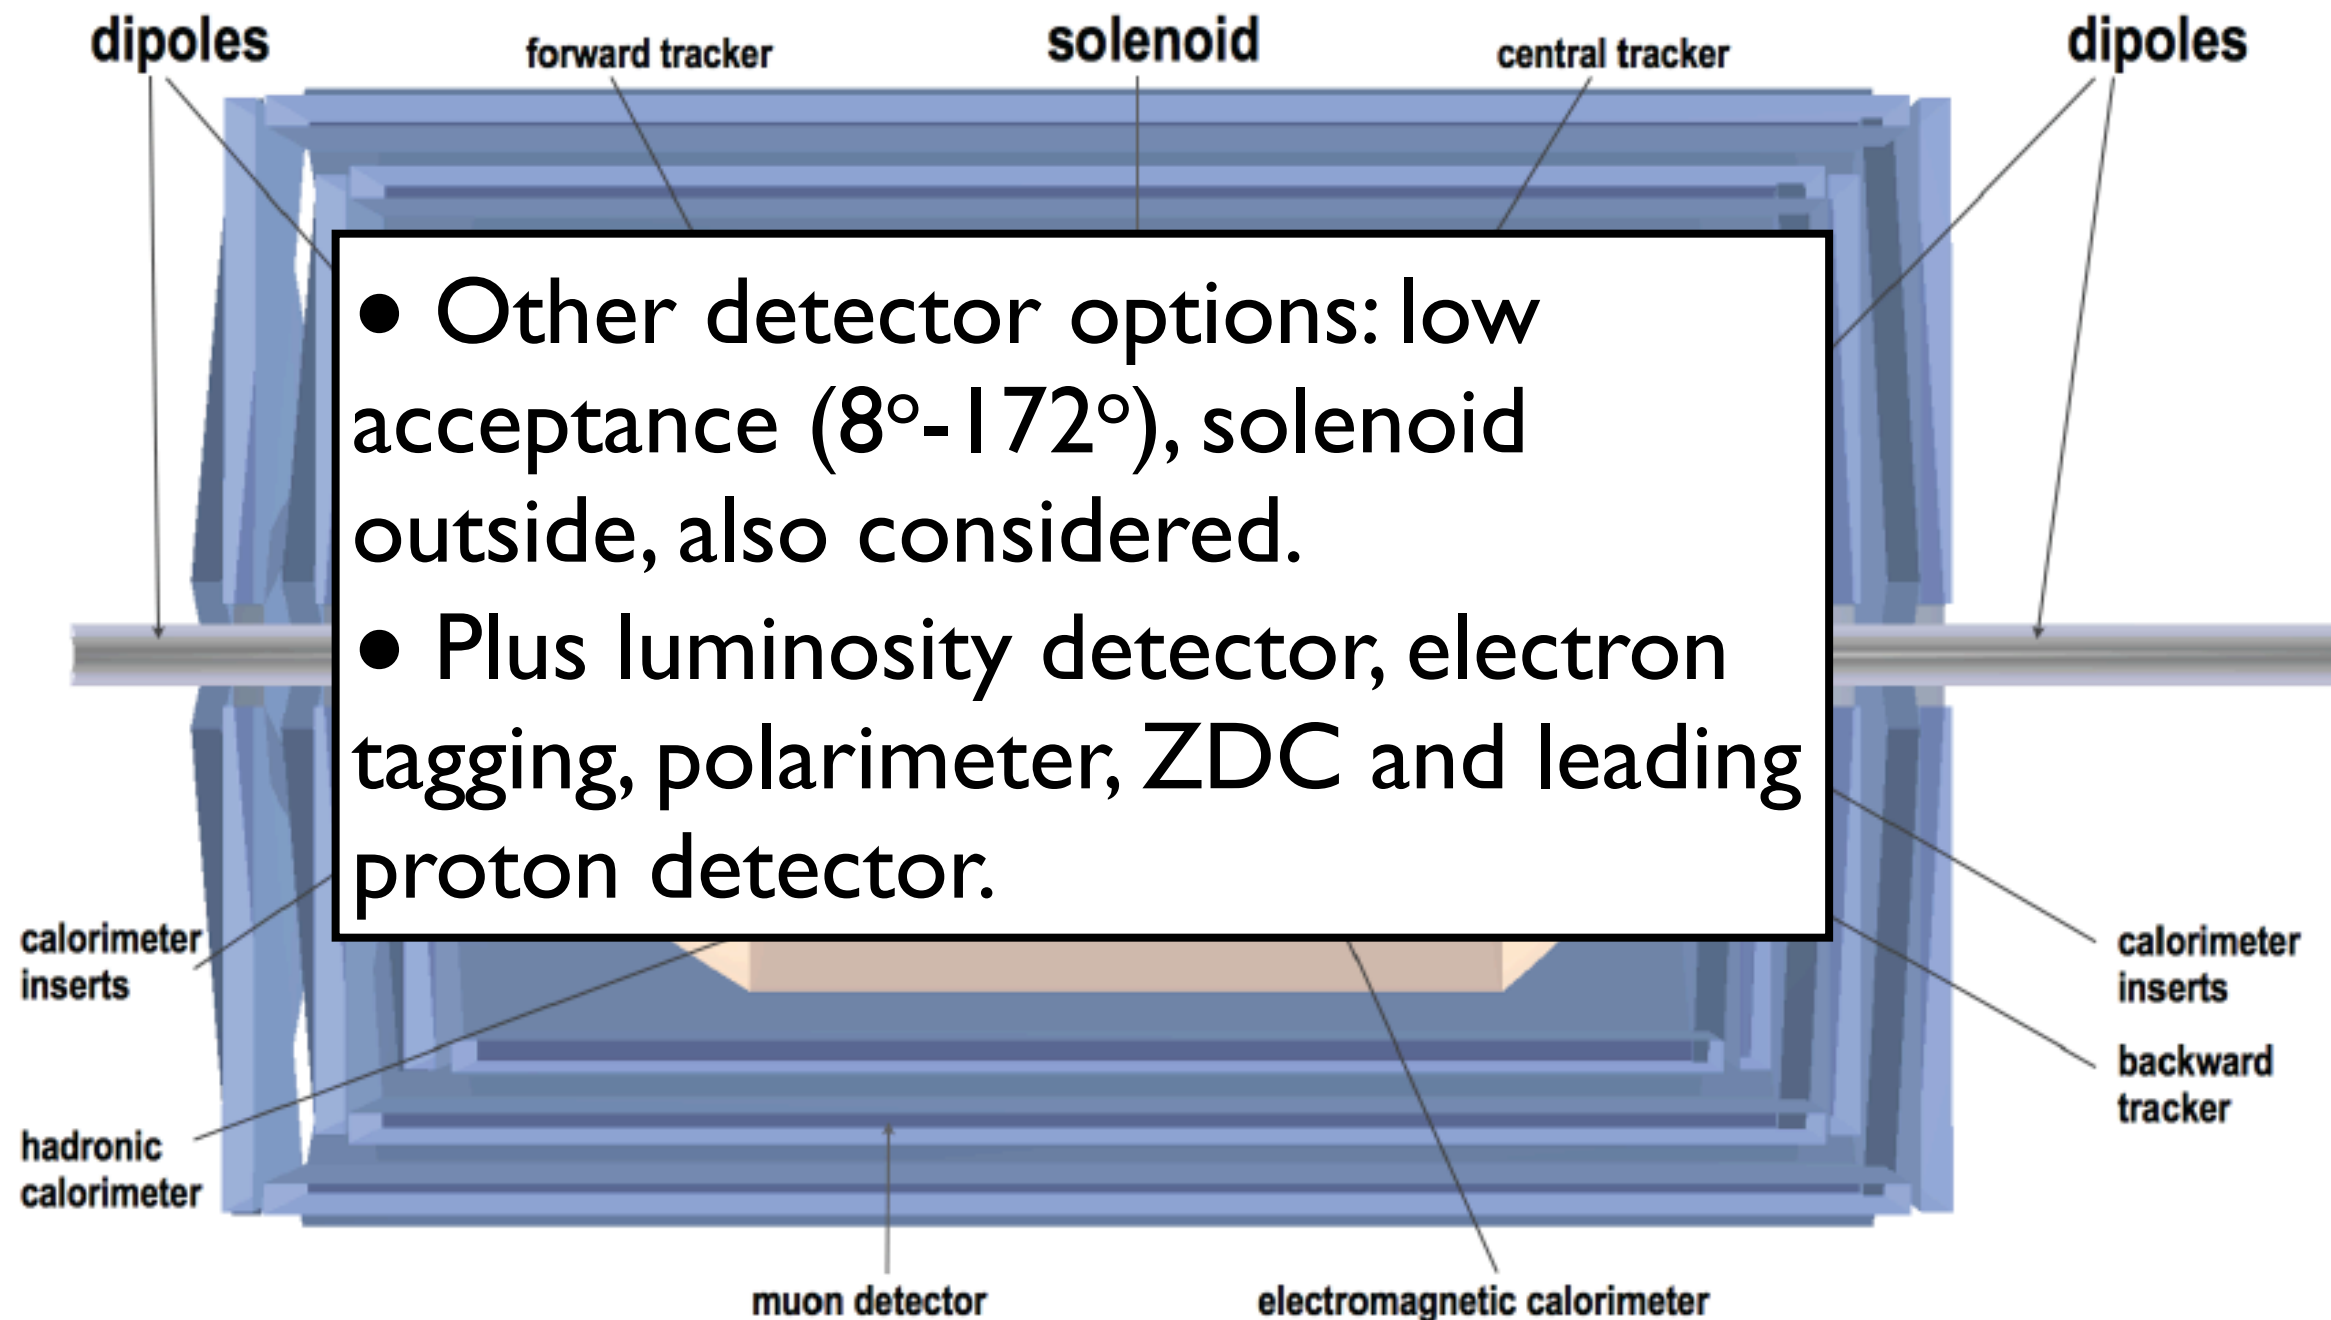 dipoles
forward tracker
solenoid
central tracker
dipoles
• Other detector options: low
acceptance (8°-172°), solenoid
outside, also considered.
• Plus luminosity detector, electron
tagging, polarimeter, ZDC and leading
proton detector.
calorimeter
inserts
hadronic
calorimeter
calorimeter
inserts
backward
tracker
muon detector
electromagnetic calorimeter